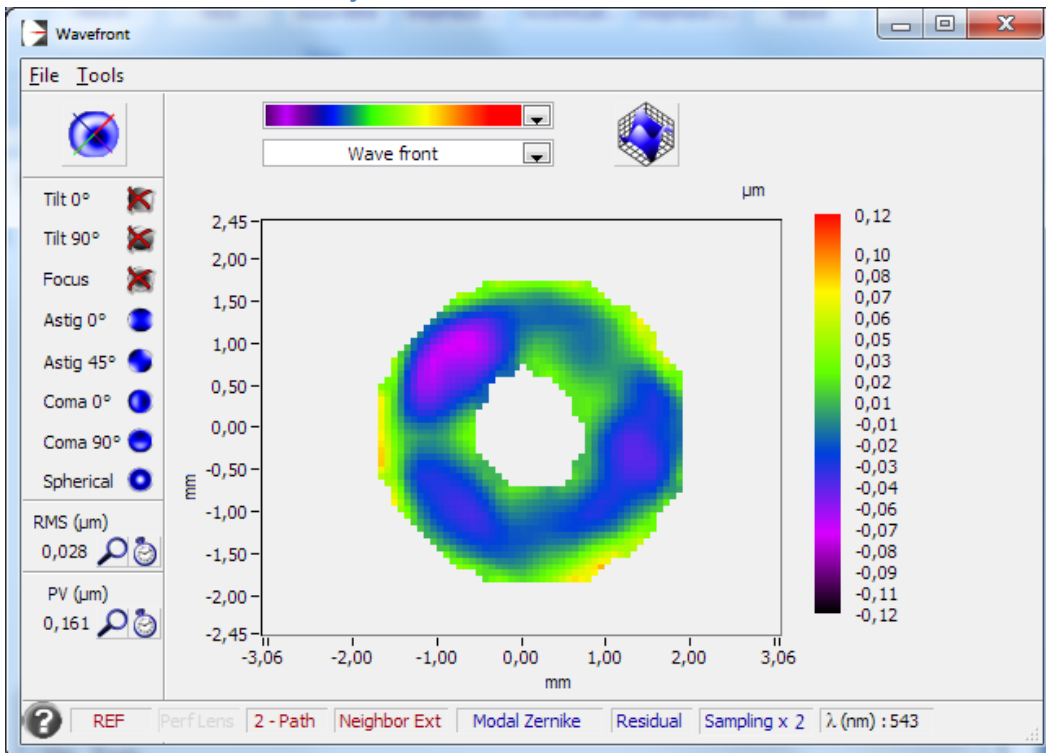 Wavefront
File Tools
Wave front
Tilt 0°
Tilt 90°
Focus
Astig 0°
Astig 45°
Coma 0°
Coma 90°
Spherical
RMS (µm)
0,028
PV (µm)
0,161
2,45
2,00
1,50
1,00
0,50
0,00
-0,50
-1,00
-1,50
-2,00
-2,45
mm
-3,06 -2,00 -1,00 0,00 1,00 2,00 3,06
mm
µm
0,12
0,10
0,08
0,07
0,06
0,05
0,03
0,02
0,01
-0,01
-0,02
-0,03
-0,04
-0,06
-0,07
-0,08
-0,09
-0,11
-0,12
REF Perf Lens 2 - Path Neighbor Ext Modal Zernike Residual Sampling x 2 λ (nm) : 543